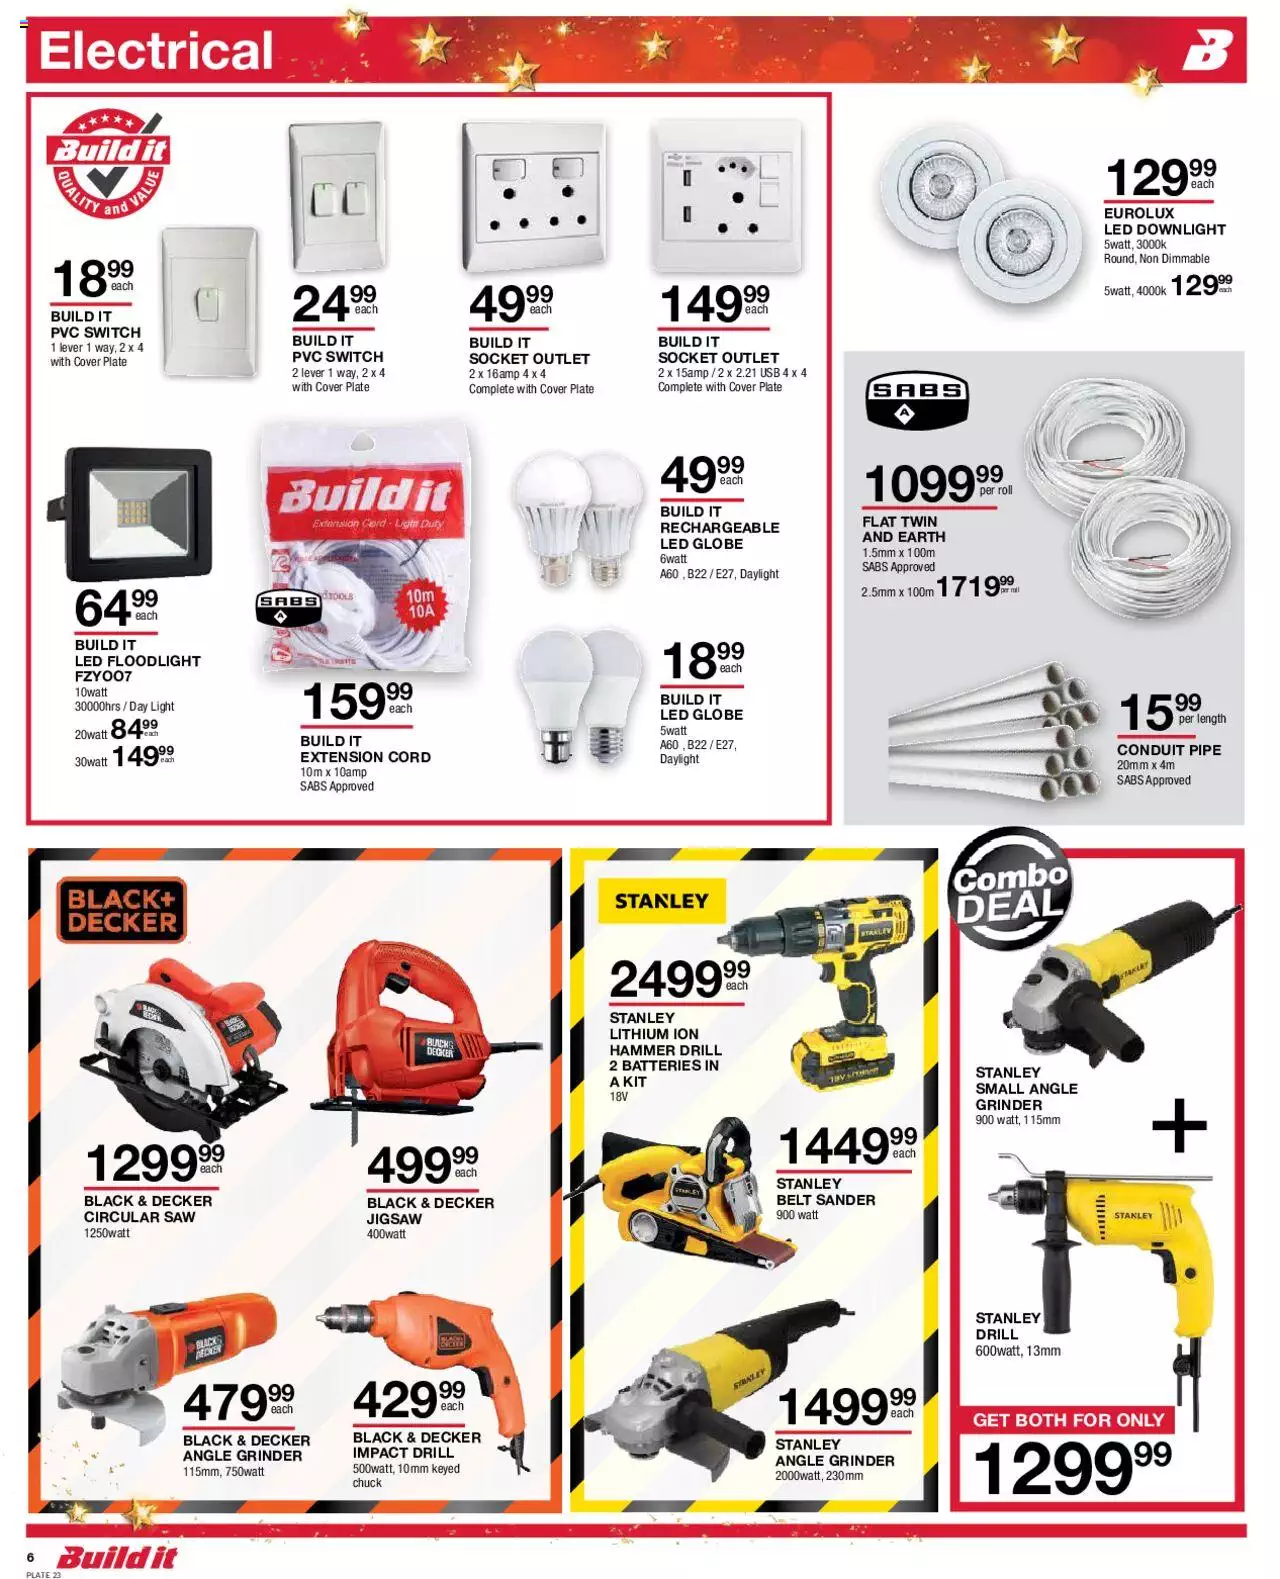 Electrical
B
Build it
QUALITY and VALUE
18.99 each
BUILD IT
PVC SWITCH
1 lever 1 way, 2 x 4
with Cover Plate
24.99 each
BUILD IT
PVC SWITCH
2 lever 1 way, 2 x 4
with Cover Plate
49.99 each
BUILD IT
SOCKET OUTLET
2 x 16amp 4 x 4
Complete with Cover Plate
149.99 each
BUILD IT
SOCKET OUTLET
2 x 15amp / 2 x 2.21 USB 4 x 4
Complete with Cover Plate
129.99 each
EUROLUX
LED DOWNLIGHT
5watt, 3000k
Round, Non Dimmable
5watt, 4000k 129.99 each
64.99 each
BUILD IT
LED FLOODLIGHT
FZYOO7
10watt
30000hrs / Day Light
20watt 84.99 each
30watt 149.99 each
Build it
Extension Cord - Light Duty
10m
10A
SABS
A
159.99 each
BUILD IT
EXTENSION CORD
10m x 10amp
SABS Approved
49.99 each
BUILD IT
RECHARGEABLE
LED GLOBE
6watt
A60 , B22 / E27, Daylight
18.99 each
BUILD IT
LED GLOBE
5watt
A60 , B22 / E27,
Daylight
SABS
A
1099.99 per roll
FLAT TWIN
AND EARTH
1.5mm x 100m
SABS Approved
2.5mm x 100m 1719.99 per roll
15.99 per length
CONDUIT PIPE
20mm x 4m
SABS Approved
BLACK+
DECKER
BLACK&
DECKER
BLACK&
DECKER
1299.99 each
BLACK & DECKER
CIRCULAR SAW
1250watt
499.99 each
BLACK & DECKER
JIGSAW
400watt
BLACK&
DECKER
479.99 each
BLACK & DECKER
ANGLE GRINDER
115mm, 750watt
429.99 each
BLACK & DECKER
IMPACT DRILL
500watt, 10mm keyed
chuck
STANLEY
STANLEY
18V LITHIUM
2499.99 each
STANLEY
LITHIUM ION
HAMMER DRILL
2 BATTERIES IN
A KIT
18V
STANLEY
1449.99 each
STANLEY
BELT SANDER
900 watt
STANLEY
1499.99 each
STANLEY
ANGLE GRINDER
2000watt, 230mm
Combo
DEAL
STANLEY
STANLEY
SMALL ANGLE
GRINDER
900 watt, 115mm
+
STANLEY
STANLEY
DRILL
600watt, 13mm
GET BOTH FOR ONLY
1299.99
6
Build it
PLATE 23